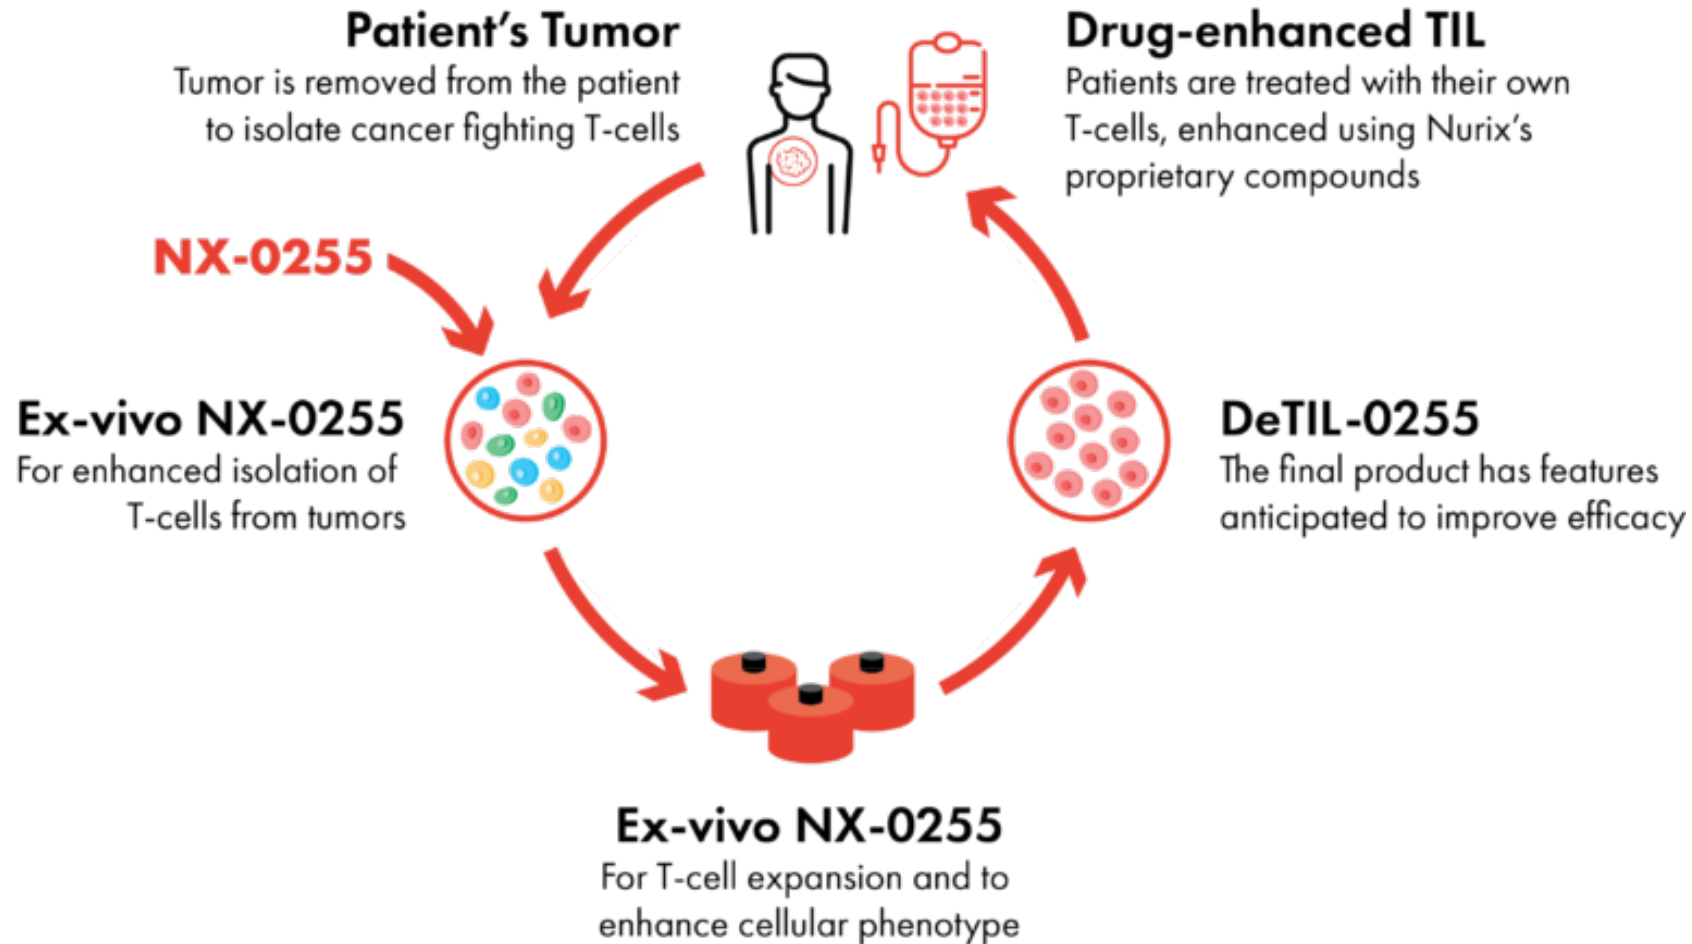 Patient's Tumor
Tumor is removed from the patient
to isolate cancer fighting T-cells
Drug-enhanced TIL
Patients are treated with their own
T-cells, enhanced using Nurix's
proprietary compounds
NX-0255
Ex-vivo NX-0255
For enhanced isolation of
T-cells from tumors
DeTIL-0255
The final product has features
anticipated to improve efficacy
Ex-vivo NX-0255
For T-cell expansion and to
enhance cellular phenotype